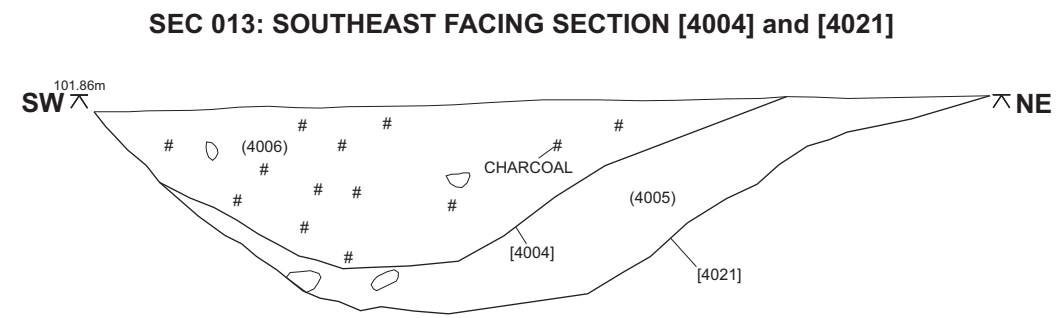 SEC 013: SOUTHEAST FACING SECTION [4004] and [4021]
101.86m
SW
NE
# # #
# (4006) # #
CHARCOAL
#
# #
# (4005)
# #
#
[4004]
#
[4021]